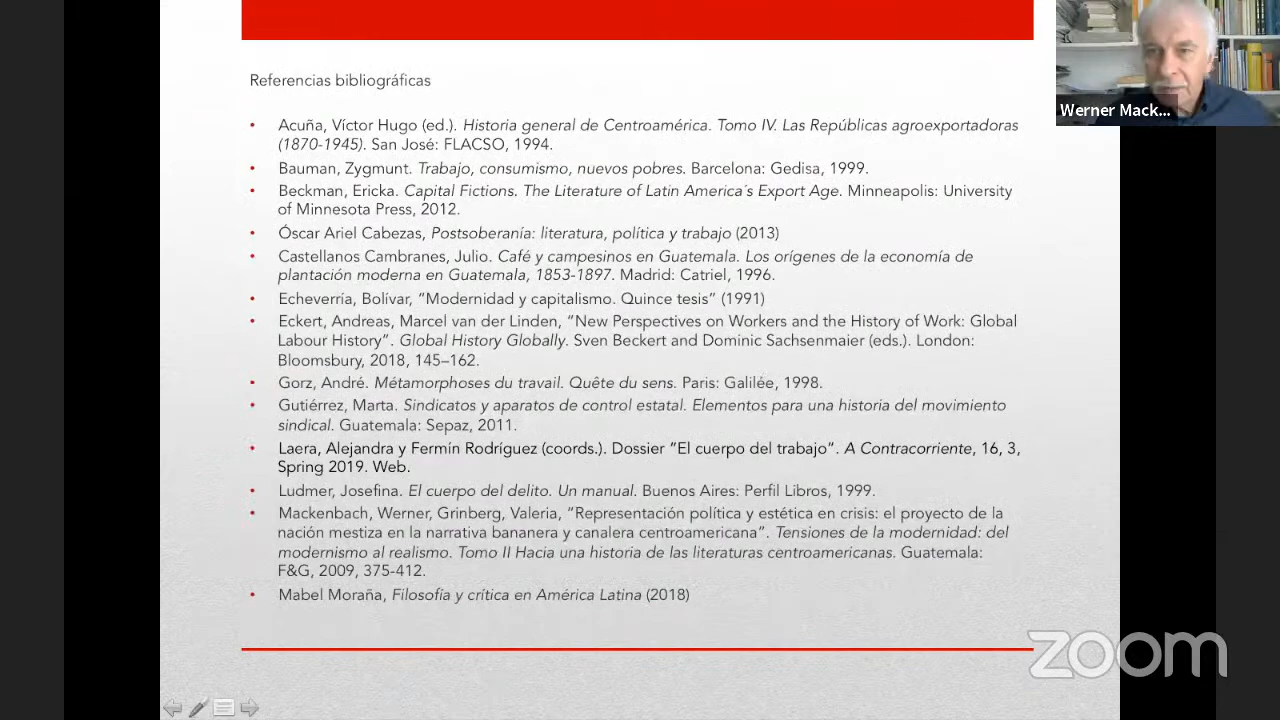 Referencias bibliográficas
• Acuña, Víctor Hugo (ed.). Historia general de Centroamérica. Tomo IV. Las Repúblicas agroexportadoras
(1870-1945). San José: FLACSO, 1994.
• Bauman, Zygmunt. Trabajo, consumismo, nuevos pobres. Barcelona: Gedisa, 1999.
• Beckman, Ericka. Capital Fictions. The Literature of Latin America´s Export Age. Minneapolis: University
of Minnesota Press, 2012.
• Óscar Ariel Cabezas, Postsoberanía: literatura, política y trabajo (2013)
• Castellanos Cambranes, Julio. Café y campesinos en Guatemala. Los orígenes de la economía de
plantación moderna en Guatemala, 1853-1897. Madrid: Catriel, 1996.
• Echeverría, Bolívar, “Modernidad y capitalismo. Quince tesis” (1991)
• Eckert, Andreas, Marcel van der Linden, “New Perspectives on Workers and the History of Work: Global
Labour History”. Global History Globally. Sven Beckert and Dominic Sachsenmaier (eds.). London:
Bloomsbury, 2018, 145–162.
• Gorz, André. Métamorphoses du travail. Quête du sens. Paris: Galilée, 1998.
• Gutiérrez, Marta. Sindicatos y aparatos de control estatal. Elementos para una historia del movimiento
sindical. Guatemala: Sepaz, 2011.
• Laera, Alejandra y Fermín Rodríguez (coords.). Dossier “El cuerpo del trabajo”. A Contracorriente, 16, 3,
Spring 2019. Web.
• Ludmer, Josefina. El cuerpo del delito. Un manual. Buenos Aires: Perfil Libros, 1999.
• Mackenbach, Werner, Grinberg, Valeria, “Representación política y estética en crisis: el proyecto de la
nación mestiza en la narrativa bananera y canalera centroamericana”. Tensiones de la modernidad: del
modernismo al realismo. Tomo II Hacia una historia de las literaturas centroamericanas. Guatemala:
F&G, 2009, 375-412.
• Mabel Moraña, Filosofía y crítica en América Latina (2018)
Werner Mack...
zoom